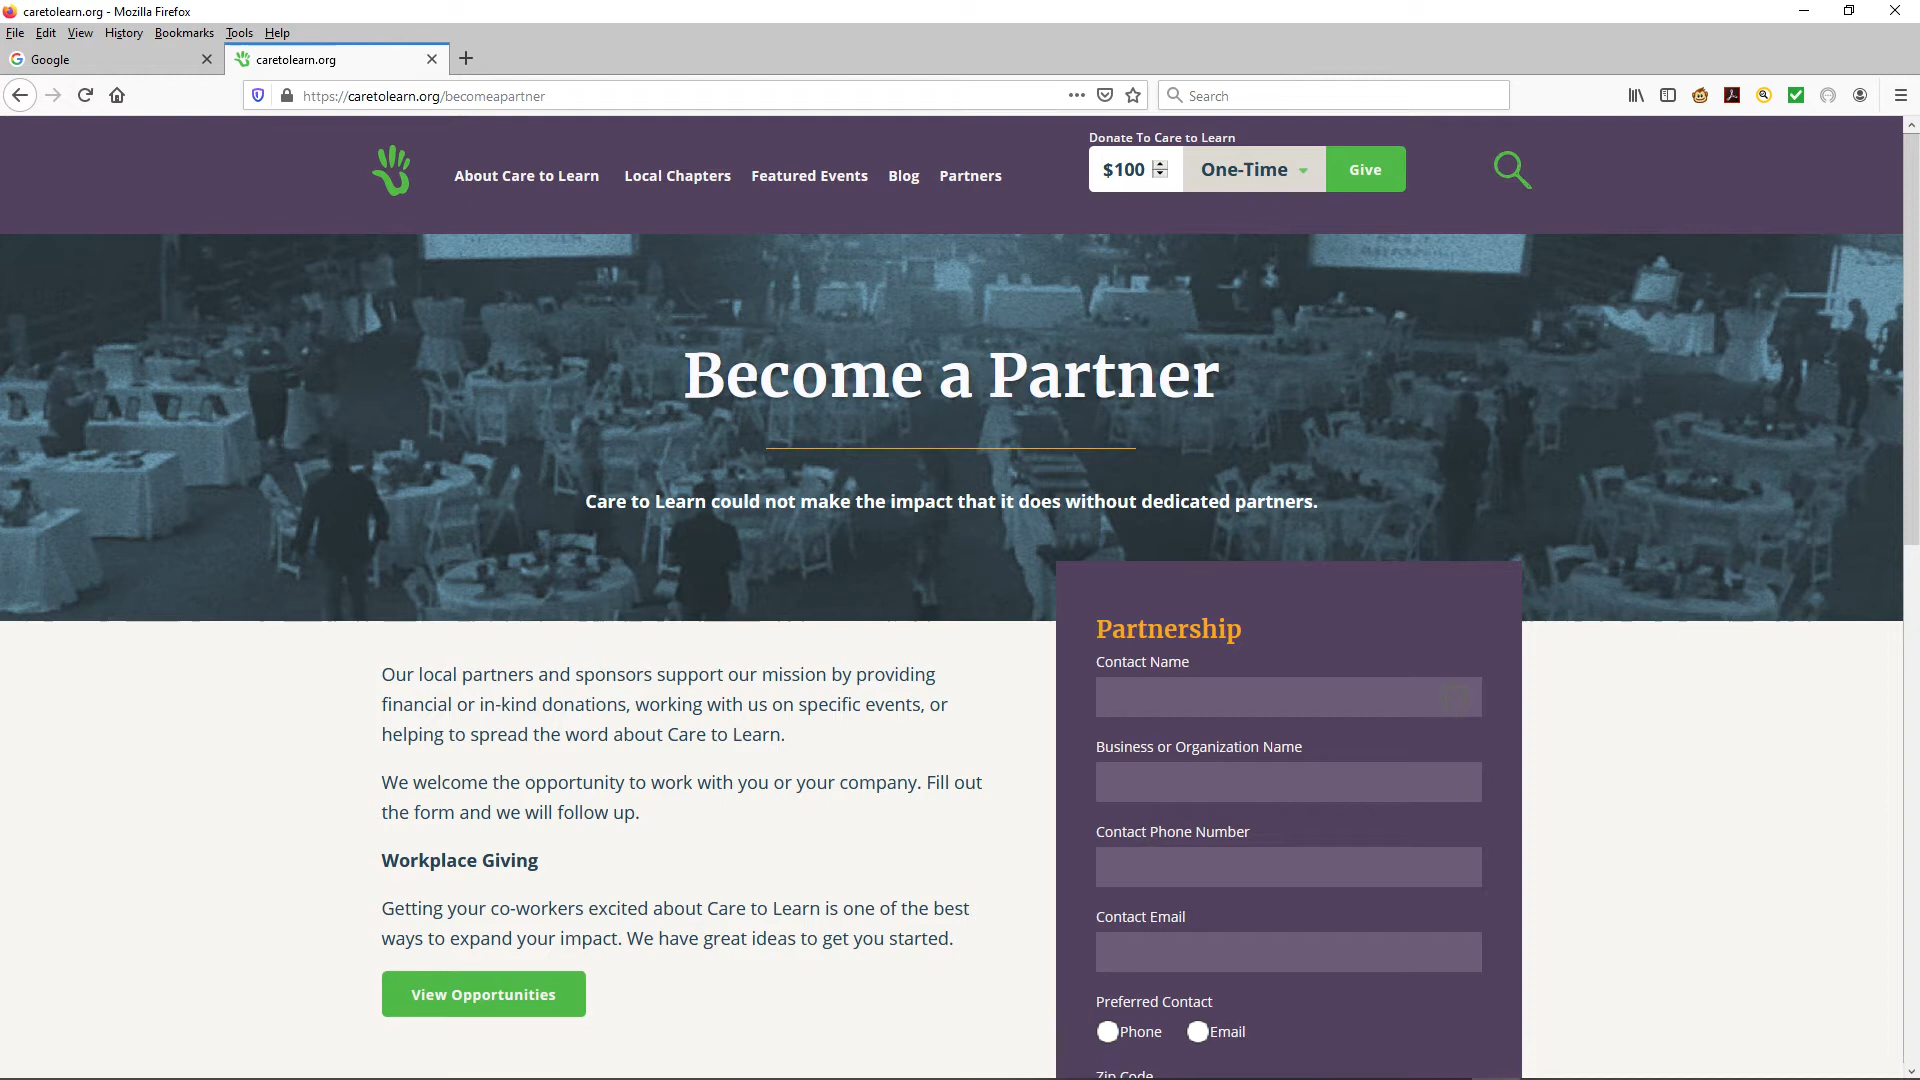 caretolearn.org - Mozilla Firefox
File Edit View History Bookmarks Tools Help
Google
caretolearn.org
https://caretolearn.org/becomeapartner
Search
Donate To Care to Learn
About Care to Learn Local Chapters Featured Events Blog Partners
$100 One-Time Give
Become a Partner
Care to Learn could not make the impact that it does without dedicated partners.
Our local partners and sponsors support our mission by providing
financial or in-kind donations, working with us on specific events, or
helping to spread the word about Care to Learn.
We welcome the opportunity to work with you or your company. Fill out
the form and we will follow up.
Workplace Giving
Getting your co-workers excited about Care to Learn is one of the best
ways to expand your impact. We have great ideas to get you started.
View Opportunities
Partnership
Contact Name
Business or Organization Name
Contact Phone Number
Contact Email
Preferred Contact
Phone Email
Zip Code